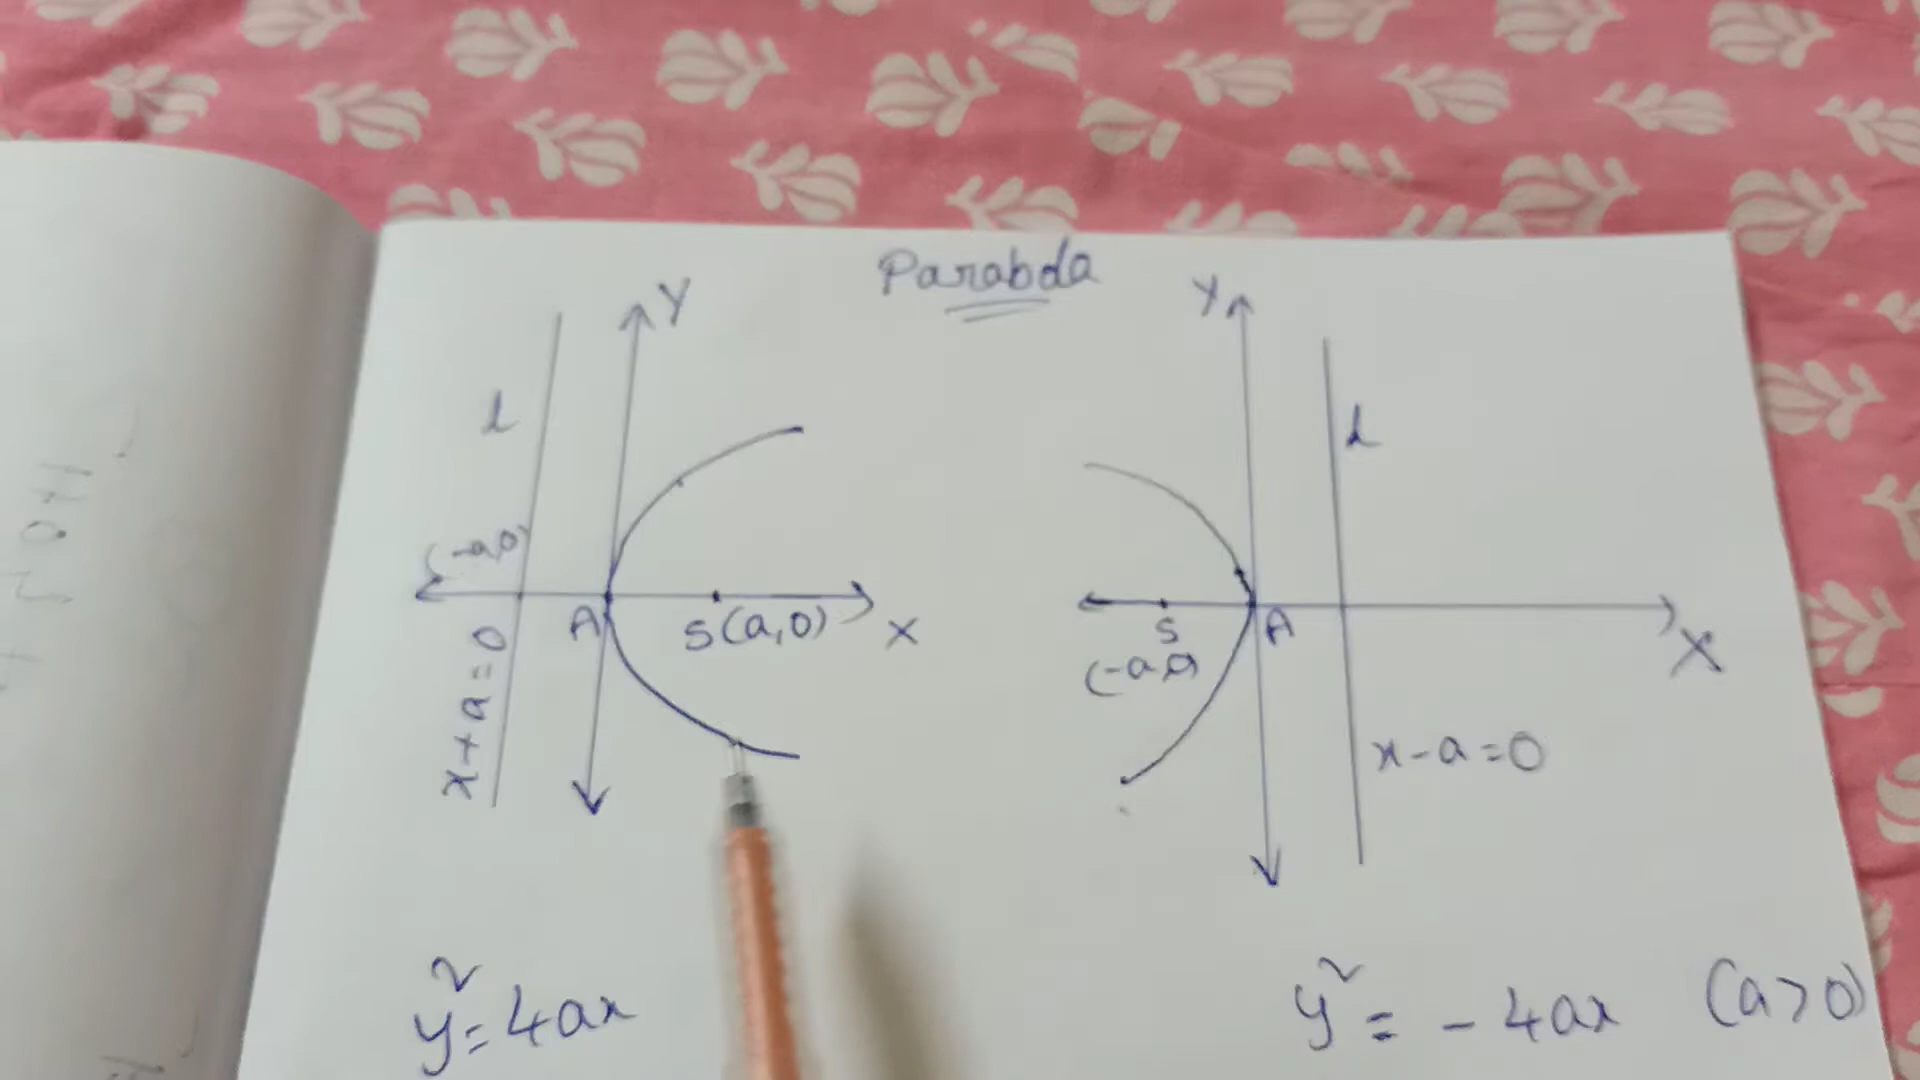 Parabola
Y
l
(-a,0)
A
S(a,0)
X
x+a=0
y²=4ax
Y
l
S
(-a,0)
A
X
x-a=0
y² = -4ax (a>0)